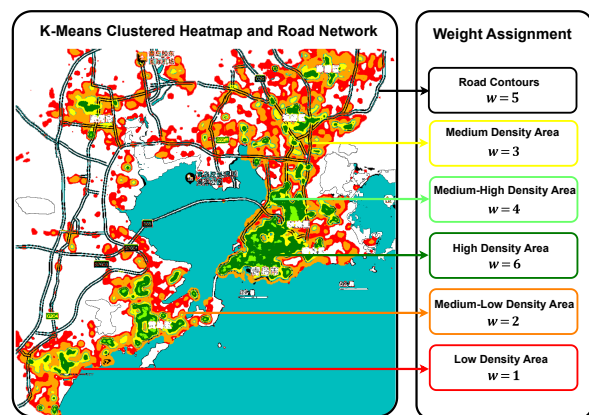 K-Means Clustered Heatmap and Road Network
Weight Assignment
Road Contours
w = 5
Medium Density Area
w = 3
Medium-High Density Area
w = 4
High Density Area
w = 6
Medium-Low Density Area
w = 2
Low Density Area
w = 1